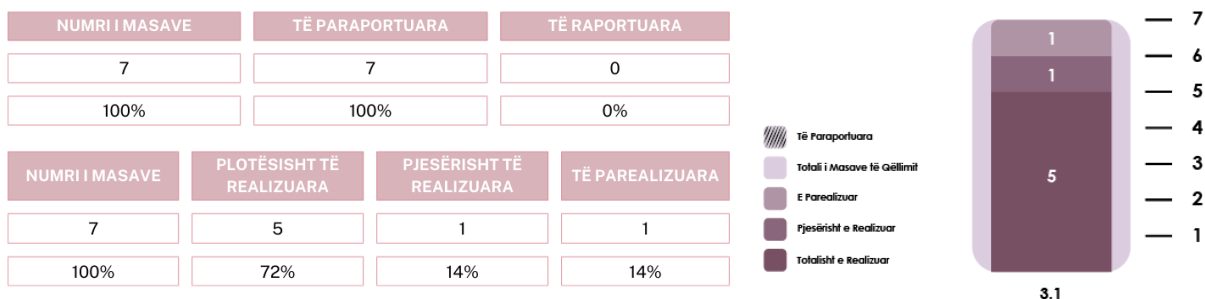 NUMRI I MASAVE TË PARAPORTUARA TË RAPORTUARA
7 7 0
100% 100% 0%
NUMRI I MASAVE PLOTËSISHT TË REALIZUARA PJESËRISHT TË REALIZUARA TË PAREALIZUARA
7 5 1 1
100% 72% 14% 14%
Të Paraportuara
Totali i Masave të Qëllimit
E Parealizuar
Pjesërisht e Realizuar
Totalisht e Realizuar
1
1
5
7
6
5
4
3
2
1
3.1